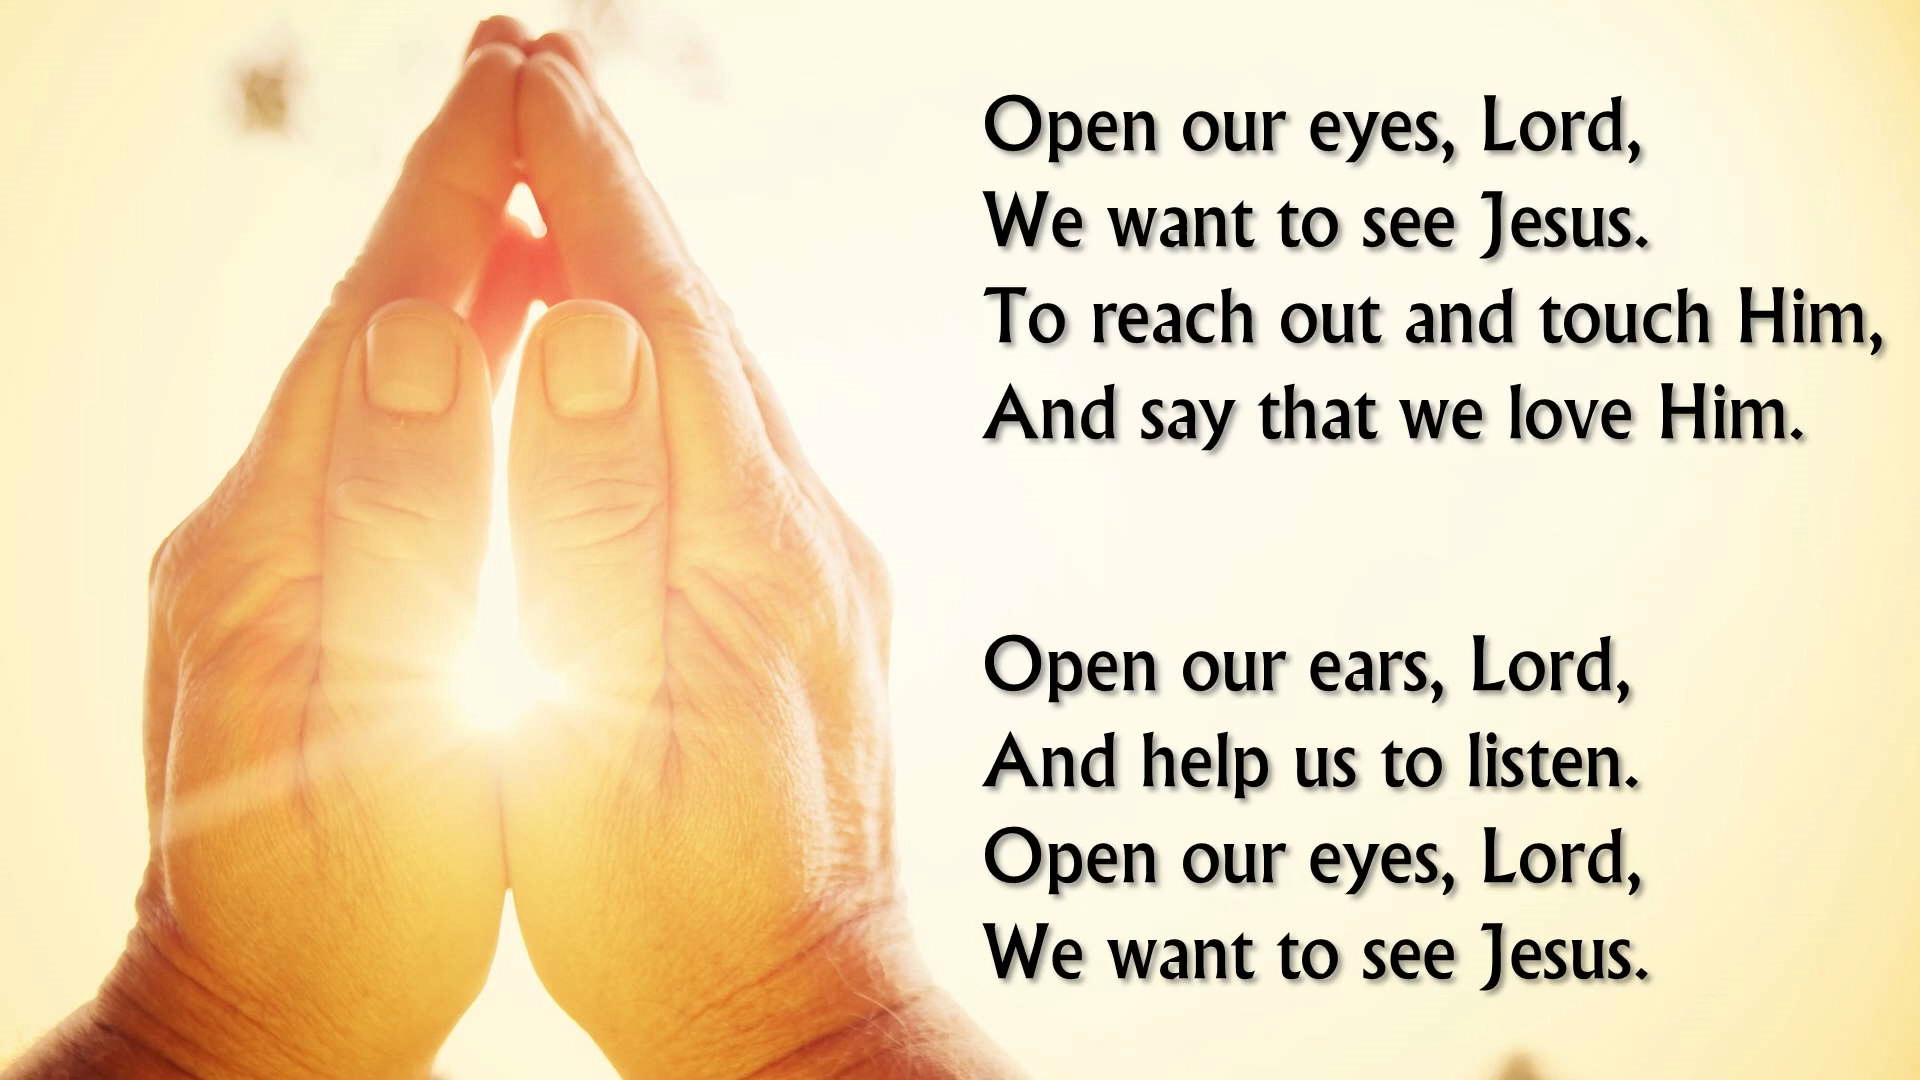 Open our eyes, Lord,
We want to see Jesus.
To reach out and touch Him,
And say that we love Him.
Open our ears, Lord,
And help us to listen.
Open our eyes, Lord,
We want to see Jesus.